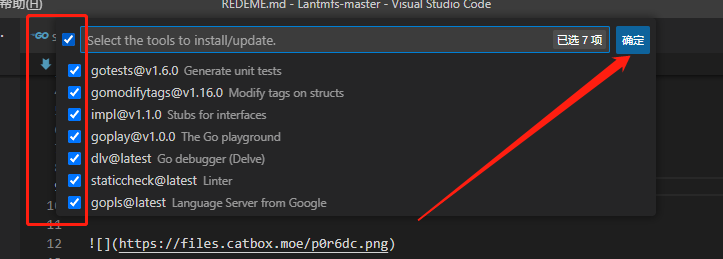 帮助(H) REDEME.md - Lantmfs-master - Visual Studio Code
Select the tools to install/update. 已选 7 项 确定
gotests@v1.6.0 Generate unit tests
gomodifytags@v1.16.0 Modify tags on structs
impl@v1.1.0 Stubs for interfaces
goplay@v1.0.0 The Go playground
dlv@latest Go debugger (Delve)
staticcheck@latest Linter
gopls@latest Language Server from Google
10
11
12 ![](https://files.catbox.moe/p0r6dc.png)